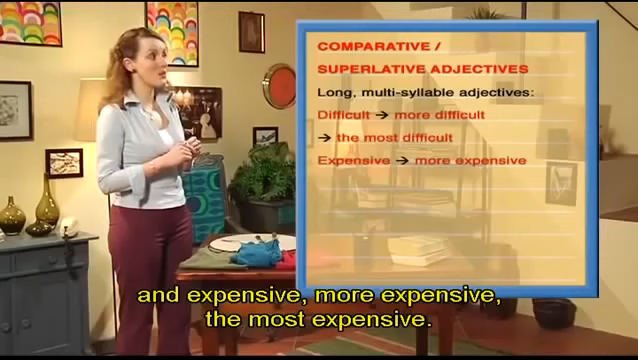 COMPARATIVE /
SUPERLATIVE ADJECTIVES
Long, multi-syllable adjectives:
Difficult → more difficult
→ the most difficult
Expensive → more expensive
and expensive, more expensive,
the most expensive.